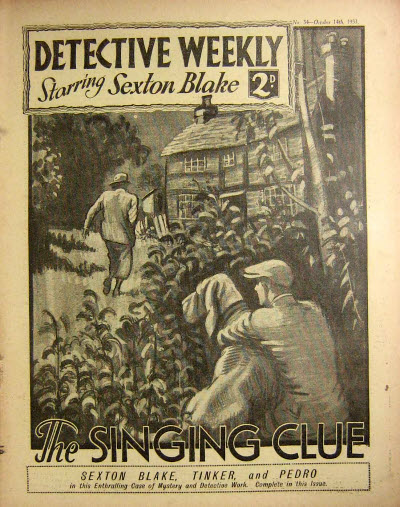 No. 34—October 14th, 1933.
DETECTIVE WEEKLY
Starring Sexton Blake 2D.
The SINGING CLUE
SEXTON BLAKE, TINKER, and PEDRO
in this Enthralling Case of Mystery and Detective Work. Complete in this Issue.